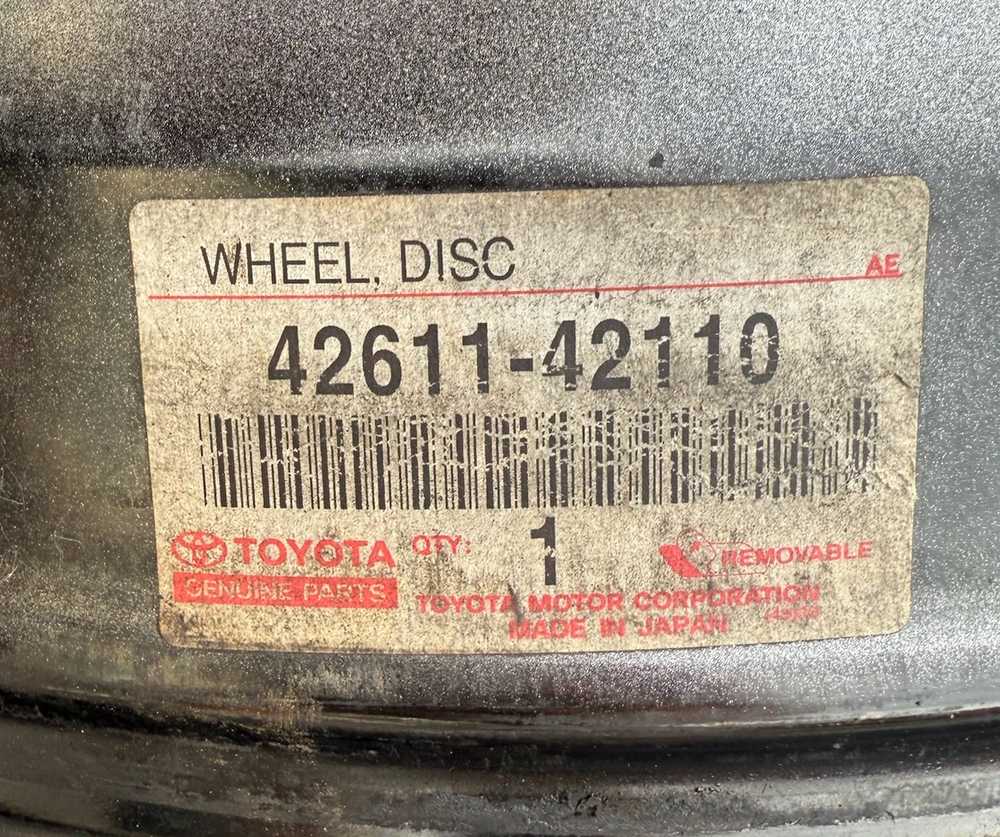 WHEEL, DISC
AE
42611-42110
TOYOTA QTY: 1 REMOVABLE
GENUINE PARTS
TOYOTA MOTOR CORPORATION
MADE IN JAPAN